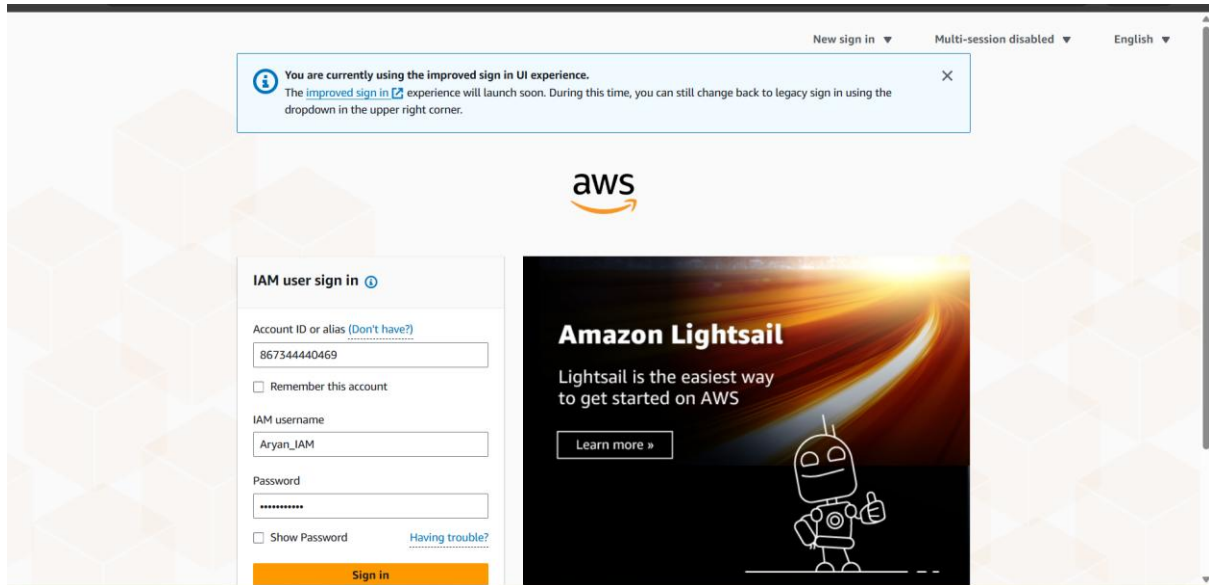 New sign in ▼ Multi-session disabled ▼ English ▼
You are currently using the improved sign in UI experience.
The improved sign in experience will launch soon. During this time, you can still change back to legacy sign in using the
dropdown in the upper right corner.
aws
IAM user sign in
Account ID or alias (Don't have?)
867344440469
Remember this account
IAM username
Aryan_IAM
Password
•••••••••••
Show Password Having trouble?
Sign in
Amazon Lightsail
Lightsail is the easiest way
to get started on AWS
Learn more »